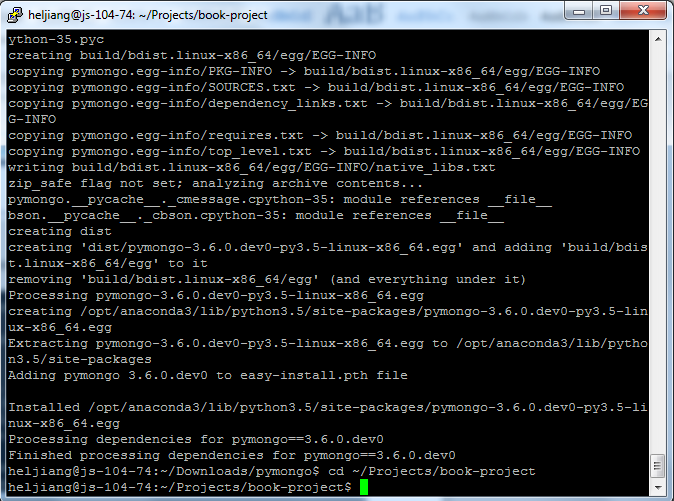 heljiang@js-104-74: ~/Projects/book-project
ython-35.pyc
creating build/bdist.linux-x86_64/egg/EGG-INFO
copying pymongo.egg-info/PKG-INFO -> build/bdist.linux-x86_64/egg/EGG-INFO
copying pymongo.egg-info/SOURCES.txt -> build/bdist.linux-x86_64/egg/EGG-INFO
copying pymongo.egg-info/dependency_links.txt -> build/bdist.linux-x86_64/egg/EG
G-INFO
copying pymongo.egg-info/requires.txt -> build/bdist.linux-x86_64/egg/EGG-INFO
copying pymongo.egg-info/top_level.txt -> build/bdist.linux-x86_64/egg/EGG-INFO
writing build/bdist.linux-x86_64/egg/EGG-INFO/native_libs.txt
zip_safe flag not set; analyzing archive contents...
pymongo.__pycache__._cmessage.cpython-35: module references __file__
bson.__pycache__._cbson.cpython-35: module references __file__
creating dist
creating 'dist/pymongo-3.6.0.dev0-py3.5-linux-x86_64.egg' and adding 'build/bdis
t.linux-x86_64/egg' to it
removing 'build/bdist.linux-x86_64/egg' (and everything under it)
Processing pymongo-3.6.0.dev0-py3.5-linux-x86_64.egg
creating /opt/anaconda3/lib/python3.5/site-packages/pymongo-3.6.0.dev0-py3.5-lin
ux-x86_64.egg
Extracting pymongo-3.6.0.dev0-py3.5-linux-x86_64.egg to /opt/anaconda3/lib/pytho
n3.5/site-packages
Adding pymongo 3.6.0.dev0 to easy-install.pth file
Installed /opt/anaconda3/lib/python3.5/site-packages/pymongo-3.6.0.dev0-py3.5-li
nux-x86_64.egg
Processing dependencies for pymongo==3.6.0.dev0
Finished processing dependencies for pymongo==3.6.0.dev0
heljiang@js-104-74:~/Downloads/pymongo$ cd ~/Projects/book-project
heljiang@js-104-74:~/Projects/book-project$